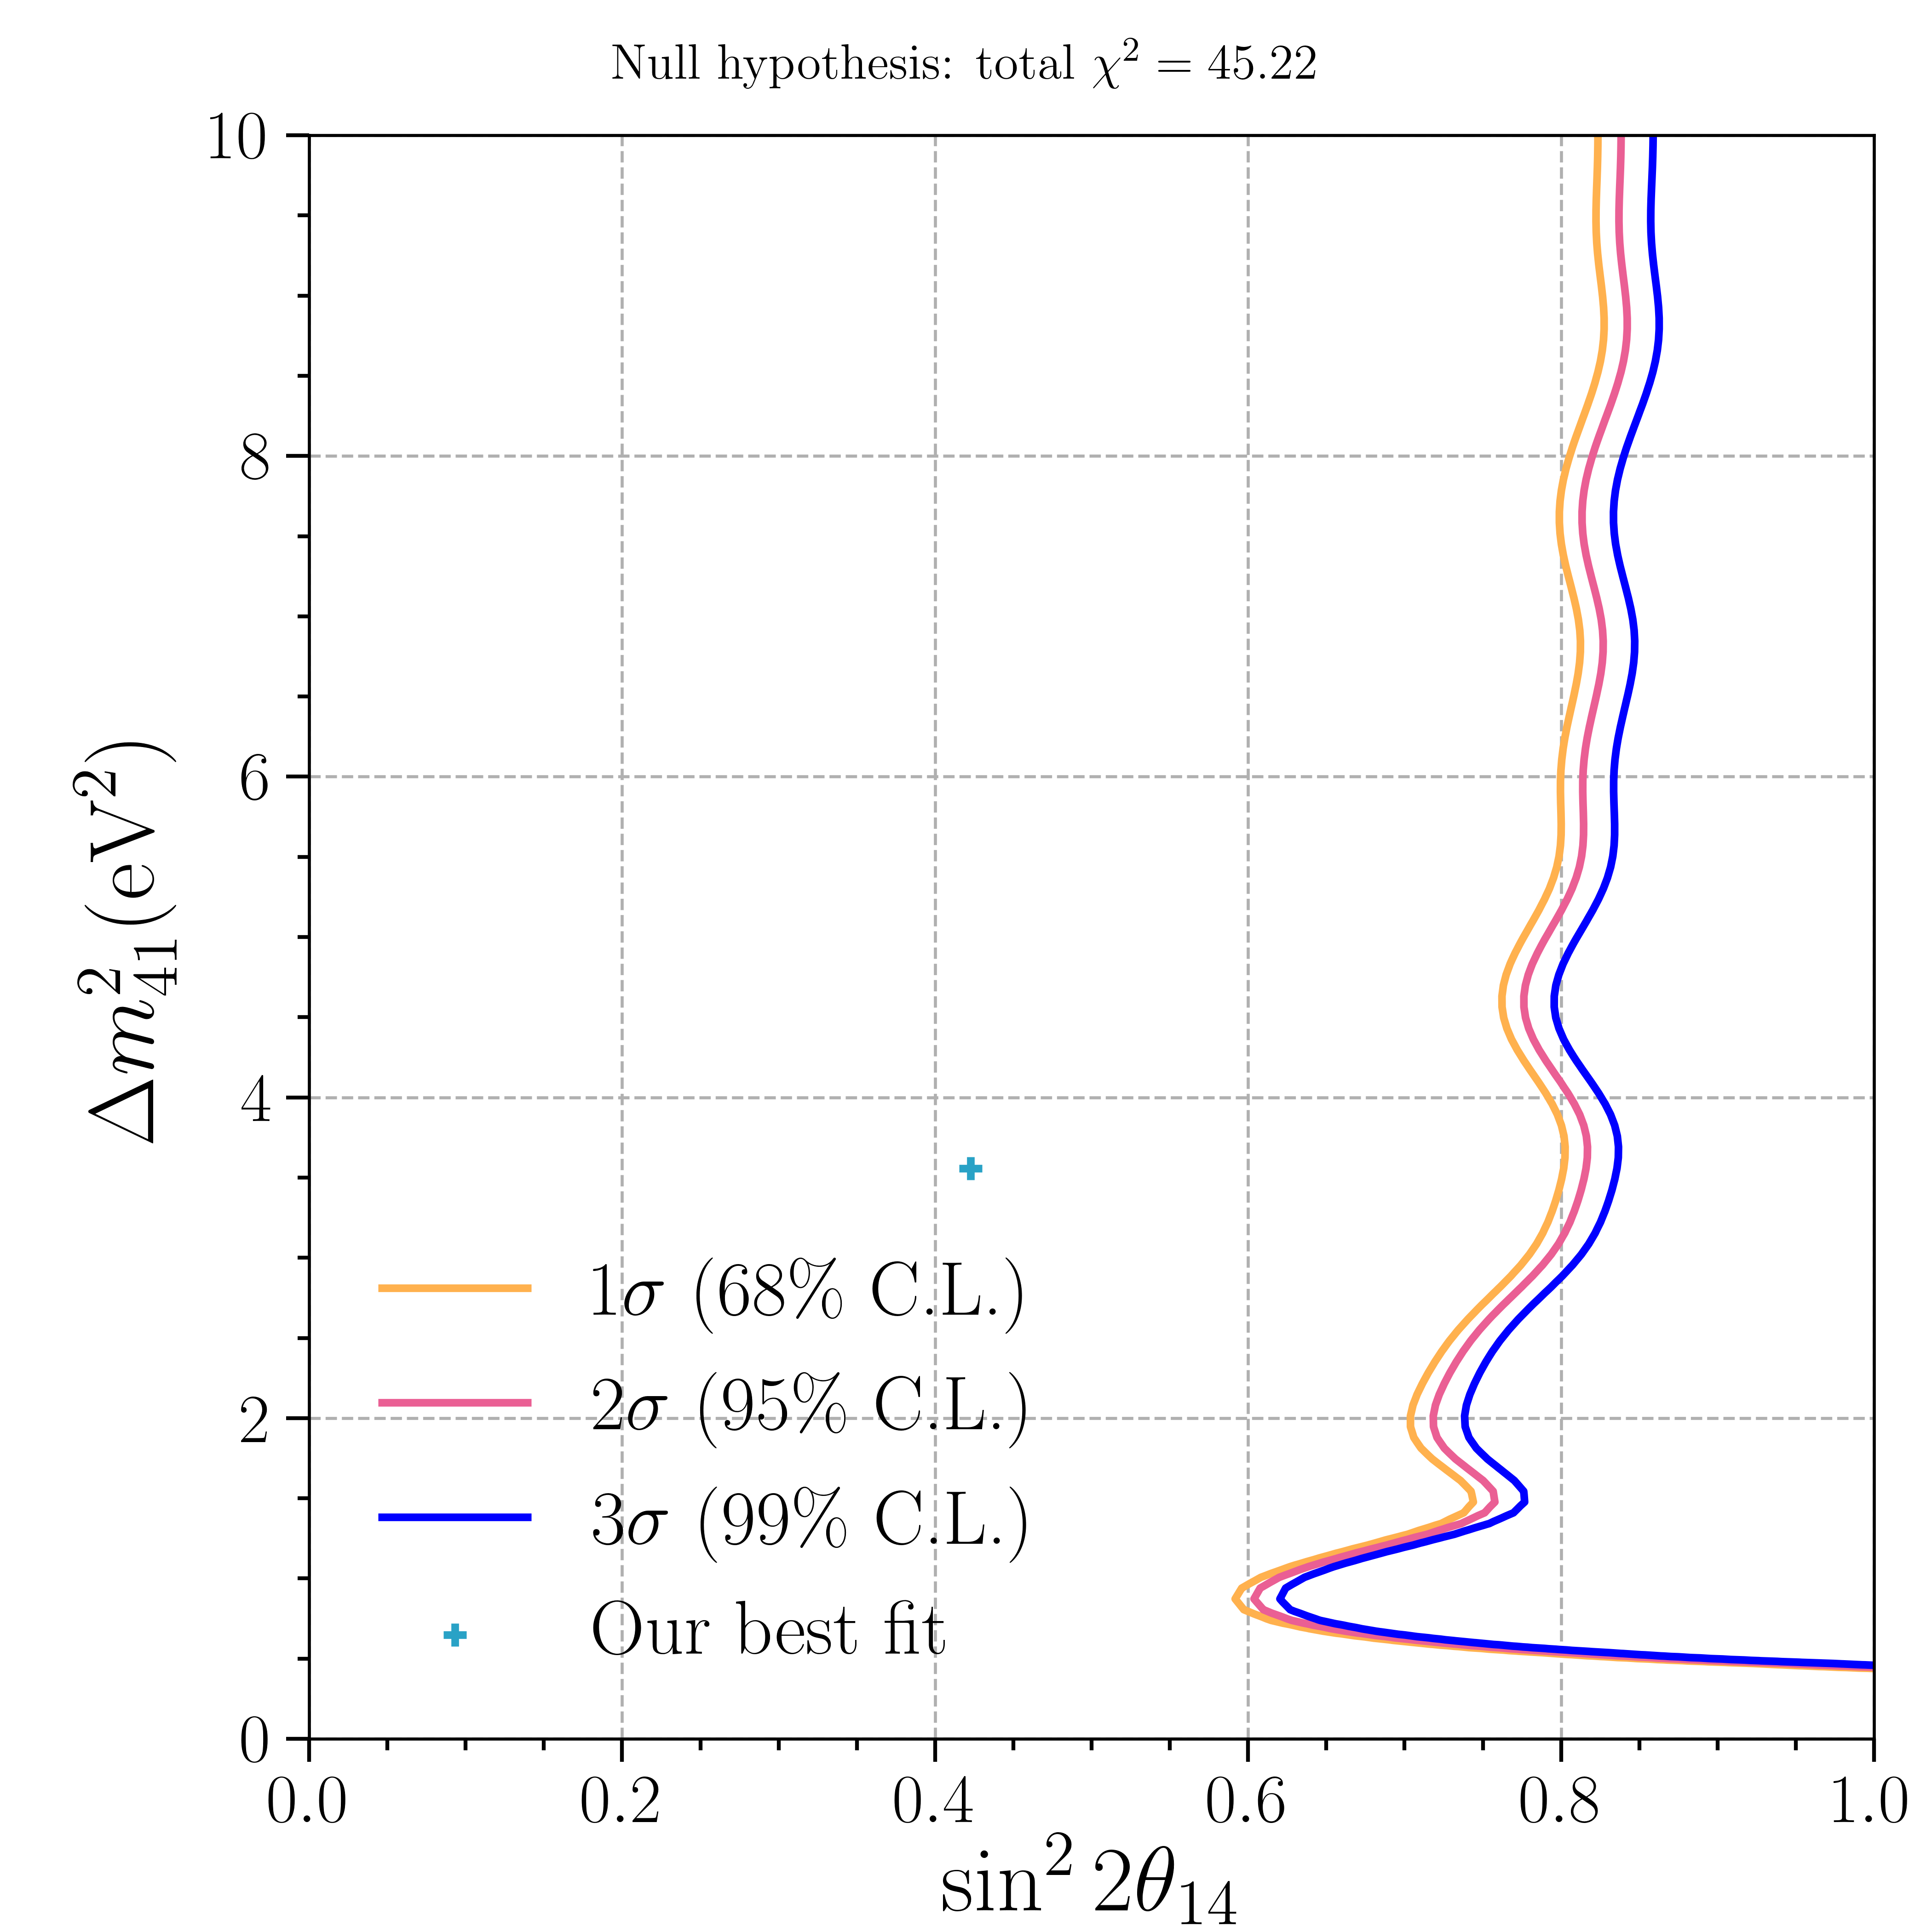 Null hypothesis: total χ² = 45.22
10
8
6
4
2
0
Δm²₄₁(eV²)
1σ (68% C.L.)
2σ (95% C.L.)
3σ (99% C.L.)
Our best fit
0.0 0.2 0.4 0.6 0.8 1.0
sin² 2θ₁₄